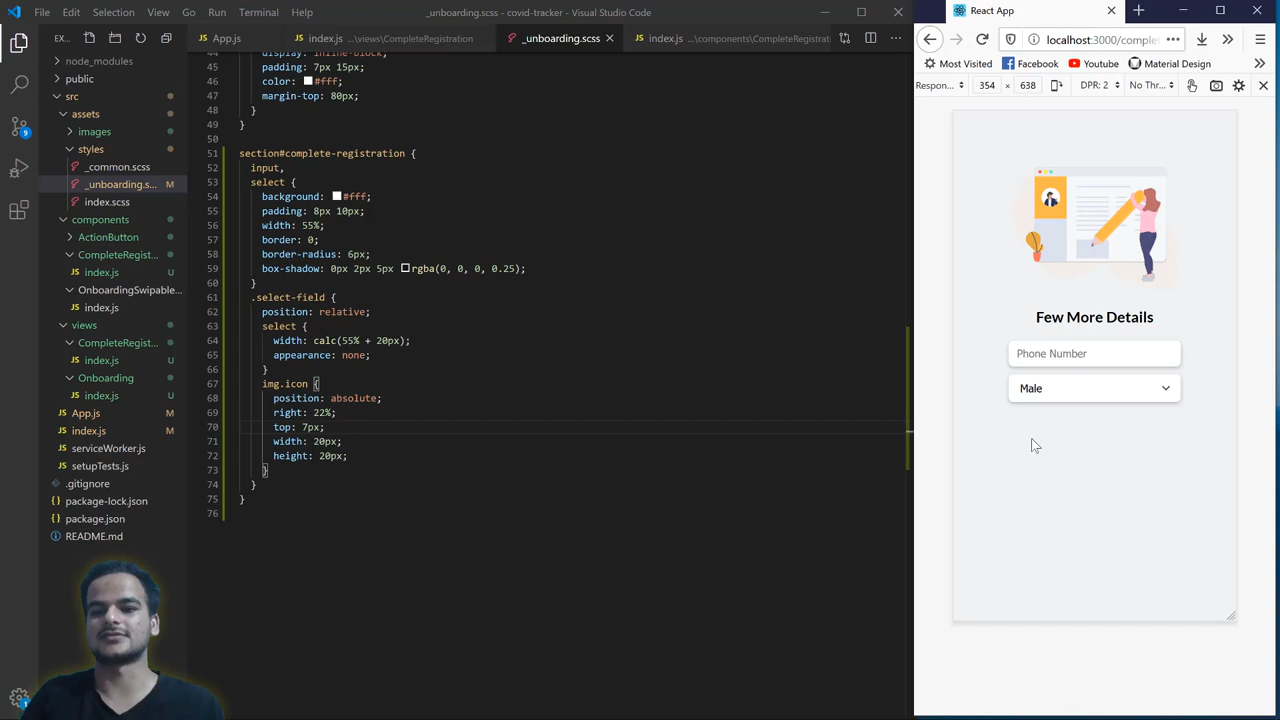 File Edit Selection View Go Run Terminal Help
_unboarding.scss - covid-tracker - Visual Studio Code
EX...
node_modules
public
src
assets
images
styles
_common.scss
_unboarding.s... M
index.scss
components
ActionButton
CompleteRegist...
index.js U
OnboardingSwipable...
index.js
views
CompleteRegist...
index.js U
Onboarding
index.js U
App.js M
index.js M
serviceWorker.js
setupTests.js
.gitignore
package-lock.json
package.json
README.md
9
1
App.js index.js ...\views\CompleteRegistration _unboarding.scss index.js ...\components\CompleteRegistrat
44 display: inline-block;
45 padding: 7px 15px;
46 color: #fff;
47 margin-top: 80px;
48 }
49 }
50
51 section#complete-registration {
52 input,
53 select {
54 background: #fff;
55 padding: 8px 10px;
56 width: 55%;
57 border: 0;
58 border-radius: 6px;
59 box-shadow: 0px 2px 5px rgba(0, 0, 0, 0.25);
60 }
61 .select-field {
62 position: relative;
63 select {
64 width: calc(55% + 20px);
65 appearance: none;
66 }
67 img.icon {
68 position: absolute;
69 right: 22%;
70 top: 7px;
71 width: 20px;
72 height: 20px;
73 }
74 }
75 }
76
React App
localhost:3000/comple
Most Visited Facebook Youtube Material Design
Respon... 354 × 638 DPR: 2 No Thr...
Few More Details
Phone Number
Male